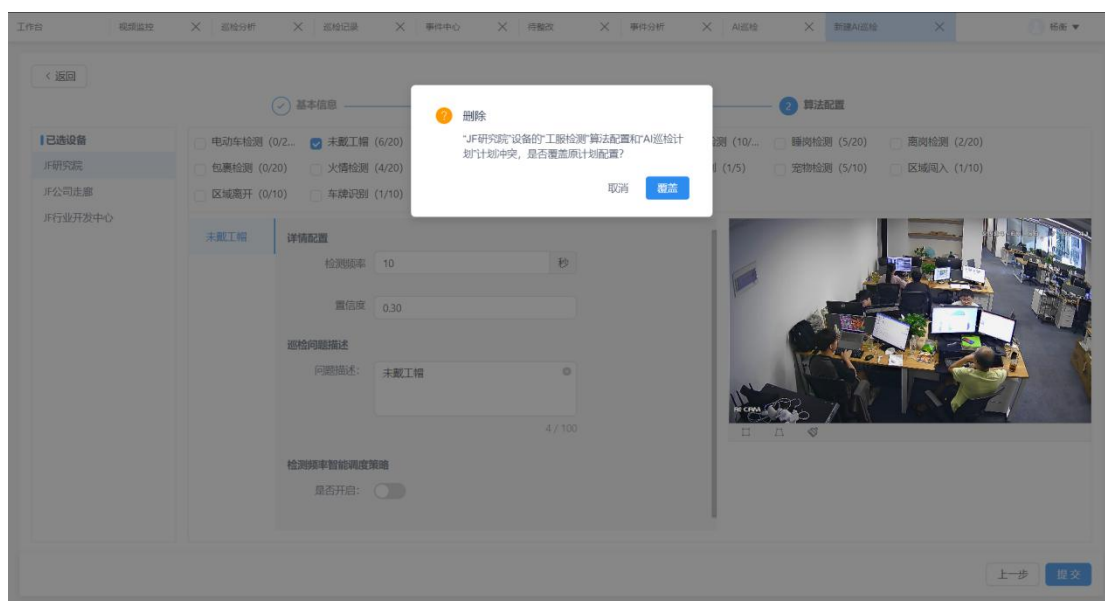 工作台 视频监控 巡检分析 巡检记录 事件中心 待整改 事件分析 AI巡检 新建AI巡检 杨衡
< 返回
基本信息 2 算法配置
? 删除
"JF研究院"设备的"工服检测"算法配置和"AI巡检计
划"计划冲突，是否覆盖原计划配置?
取消 覆盖
已选设备
JF研究院
JF公司走廊
JF行业开发中心
电动车检测 (0/2... 未戴工帽 (6/20) 检测 (10/... 睡岗检测 (5/20) 离岗检测 (2/20)
包裹检测 (0/20) 火情检测 (4/20) (1/5) 宠物检测 (5/10) 区域闯入 (1/10)
区域离开 (0/10) 车牌识别 (1/10)
未戴工帽
详情配置
检测频率 10 秒
置信度 0.30
巡检问题描述
问题描述: 未戴工帽
4 / 100
检测频率智能调度策略
是否开启:
上一步 提交